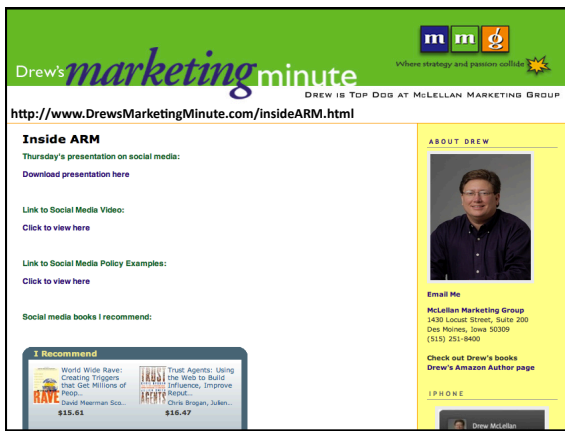 m m g
Where strategy and passion collide
Drew's marketing minute
DREW IS TOP DOG AT MCLELLAN MARKETING GROUP
http://www.DrewsMarketingMinute.com/insideARM.html
Inside ARM
Thursday's presentation on social media:
Download presentation here
Link to Social Media Video:
Click to view here
Link to Social Media Policy Examples:
Click to view here
Social media books I recommend:
I Recommend
RAVE
World Wide Rave:
Creating Triggers
that Get Millions of
Peop...
David Meerman Sco...
$15.61
TRUST
AGENTS
Trust Agents: Using
the Web to Build
Influence, Improve
Reput...
Chris Brogan, Julien...
$16.47
ABOUT DREW
Email Me
McLellan Marketing Group
1430 Locust Street, Suite 200
Des Moines, Iowa 50309
(515) 251-8400
Check out Drew's books
Drew's Amazon Author page
IPHONE
Drew McLellan